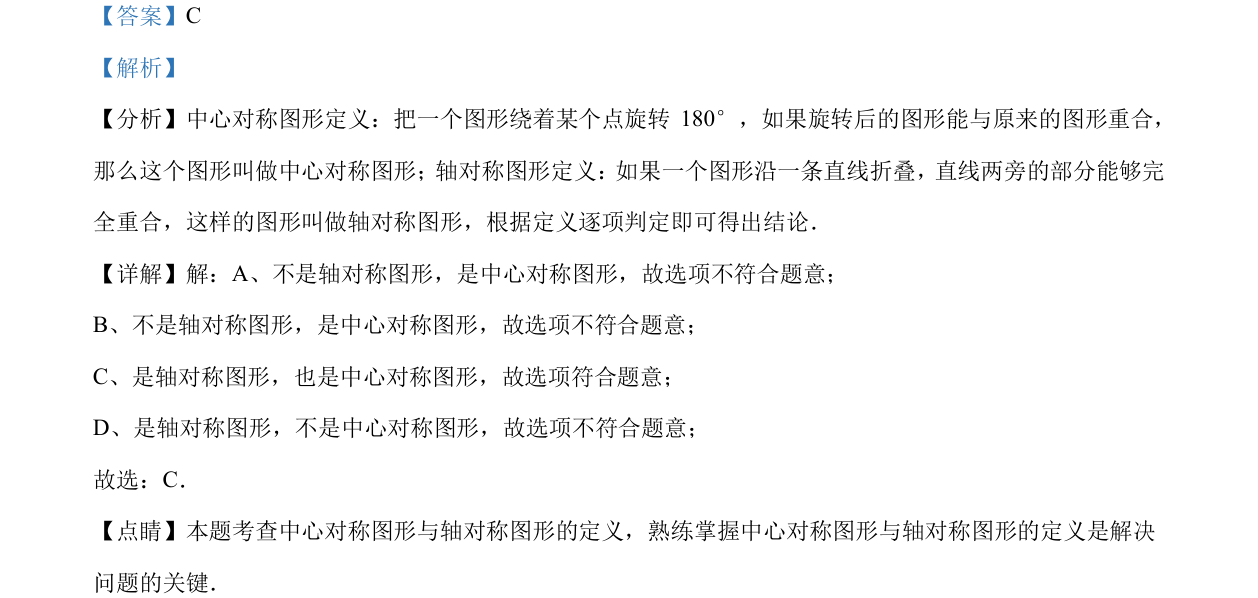 【答案】C
【解析】
【分析】中心对称图形定义：把一个图形绕着某个点旋转 180°，如果旋转后的图形能与原来的图形重合，
那么这个图形叫做中心对称图形；轴对称图形定义：如果一个图形沿一条直线折叠，直线两旁的部分能够完
全重合，这样的图形叫做轴对称图形，根据定义逐项判定即可得出结论．
【详解】解：A、不是轴对称图形，是中心对称图形，故选项不符合题意；
B、不是轴对称图形，是中心对称图形，故选项不符合题意；
C、是轴对称图形，也是中心对称图形，故选项符合题意；
D、是轴对称图形，不是中心对称图形，故选项不符合题意；
故选：C．
【点睛】本题考查中心对称图形与轴对称图形的定义，熟练掌握中心对称图形与轴对称图形的定义是解决
问题的关键．